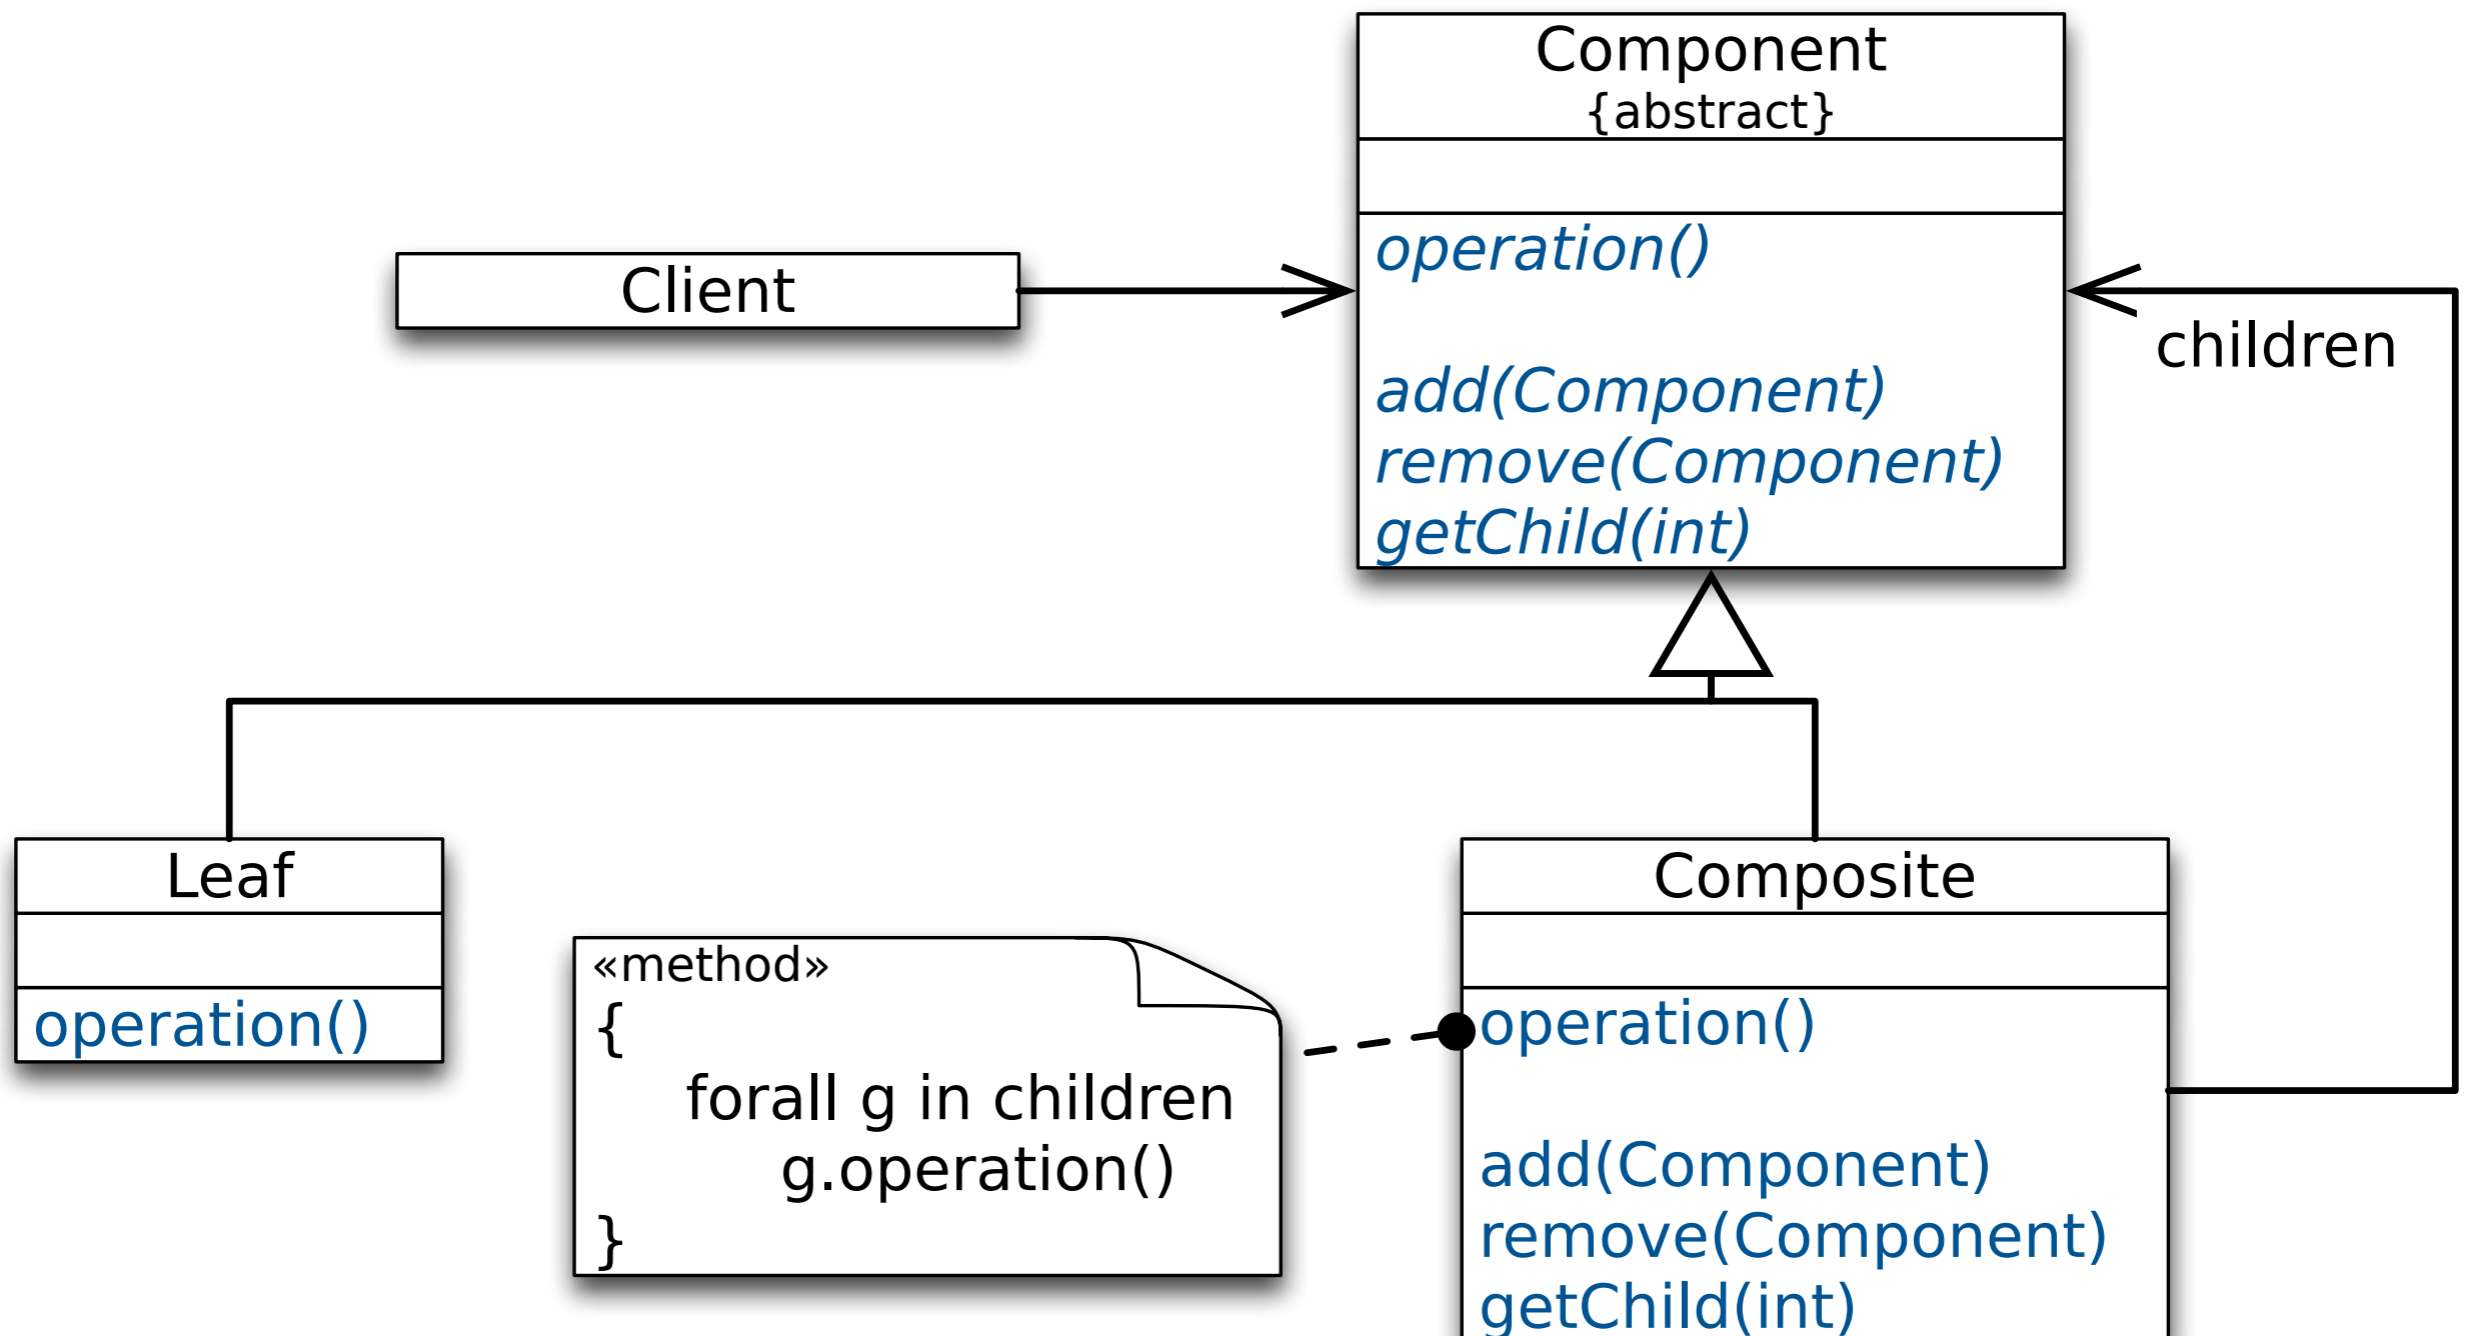 Component
{abstract}
operation()
add(Component)
remove(Component)
getChild(int)
Client
children
Leaf
operation()
«method»
{
forall g in children
g.operation()
}
Composite
operation()
add(Component)
remove(Component)
getChild(int)